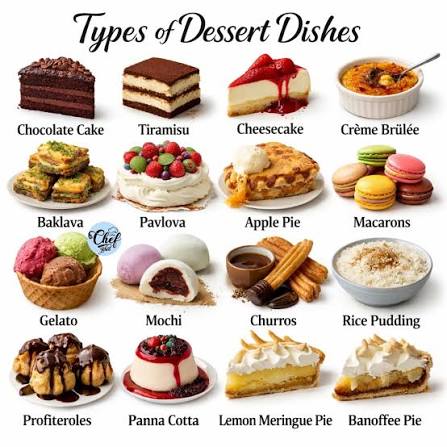 Types of Dessert Dishes
Chocolate Cake
Tiramisu
Cheesecake
Crème Brûlée
Baklava
Pavlova
Apple Pie
Macarons
Chef
Gelato
Mochi
Churros
Rice Pudding
Profiteroles
Panna Cotta
Lemon Meringue Pie
Banoffee Pie